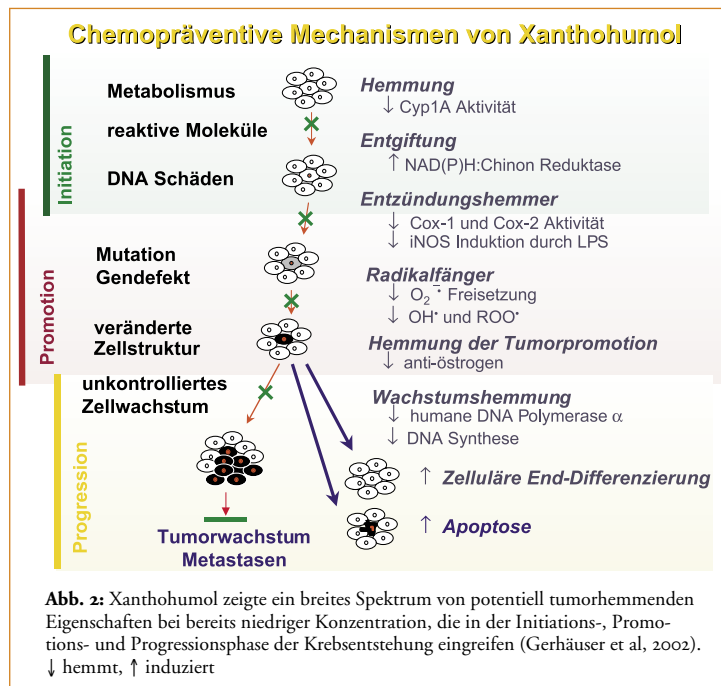 Chemopräventive Mechanismen von Xanthohumol
Initiation
Metabolismus
reaktive Moleküle
DNA Schäden
Promotion
Mutation
Gendefekt
veränderte
Zellstruktur
Progression
unkontrolliertes
Zellwachstum
Tumorwachstum
Metastasen
Hemmung
↓ Cyp1A Aktivität
Entgiftung
↑ NAD(P)H:Chinon Reduktase
Entzündungshemmer
↓ Cox-1 und Cox-2 Aktivität
↓ iNOS Induktion durch LPS
Radikalfänger
↓ O₂⁻• Freisetzung
↓ OH• und ROO•
Hemmung der Tumorpromotion
↓ anti-östrogen
Wachstumshemmung
↓ humane DNA Polymerase α
↓ DNA Synthese
↑ Zelluläre End-Differenzierung
↑ Apoptose
Abb. 2: Xanthohumol zeigte ein breites Spektrum von potentiell tumorhemmenden
Eigenschaften bei bereits niedriger Konzentration, die in der Initiations-, Promo-
tions- und Progressionsphase der Krebsentstehung eingreifen (Gerhäuser et al, 2002).
↓ hemmt, ↑ induziert